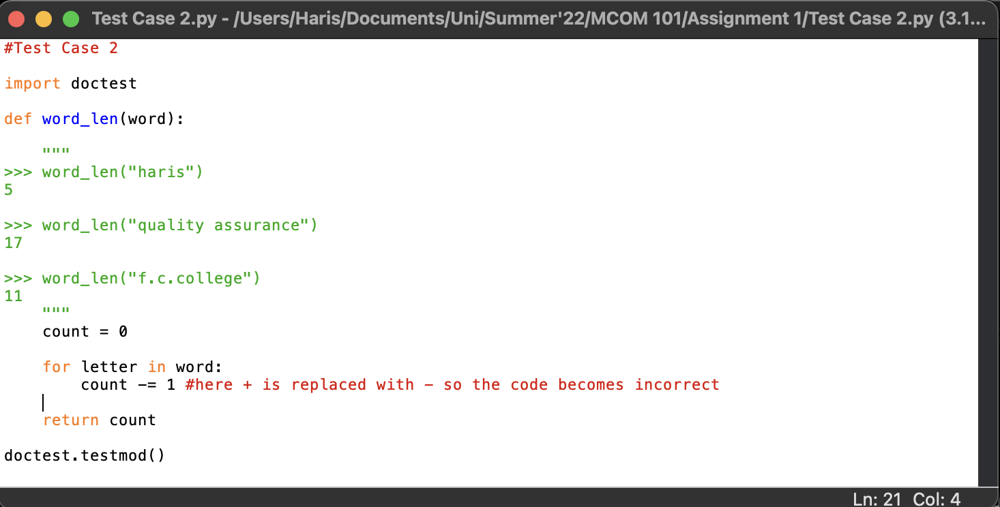 Test Case 2.py - /Users/Haris/Documents/Uni/Summer'22/MCOM 101/Assignment 1/Test Case 2.py (3.1...
#Test Case 2
import doctest
def word_len(word):
    """
>>> word_len("haris")
5
>>> word_len("quality assurance")
17
>>> word_len("f.c.college")
11
    """
    count = 0
    for letter in word:
        count -= 1 #here + is replaced with - so the code becomes incorrect
    return count
doctest.testmod()
Ln: 21 Col: 4